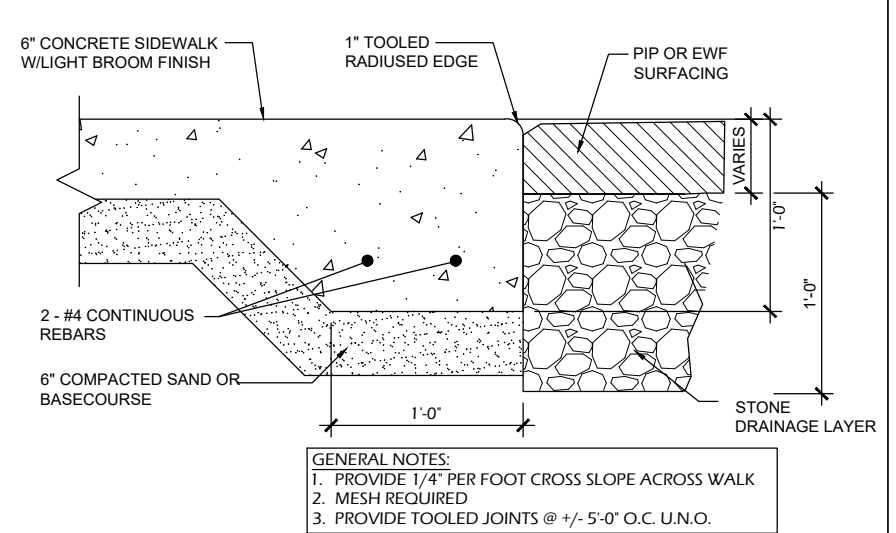 6" CONCRETE SIDEWALK
W/LIGHT BROOM FINISH
1" TOOLED
RADIUSED EDGE
PIP OR EWF
SURFACING
VARIES
1'-0"
1'-0"
2 - #4 CONTINUOUS
REBARS
6" COMPACTED SAND OR
BASECOURSE
1'-0"
STONE
DRAINAGE LAYER
GENERAL NOTES:
1. PROVIDE 1/4" PER FOOT CROSS SLOPE ACROSS WALK
2. MESH REQUIRED
3. PROVIDE TOOLED JOINTS @ +/- 5'-0" O.C. U.N.O.